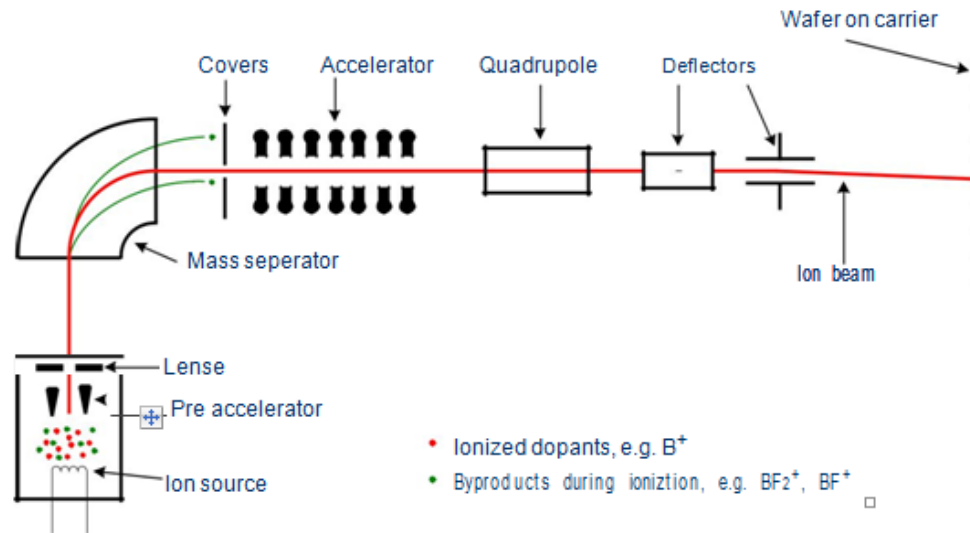 Wafer on carrier
Covers
Accelerator
Quadrupole
Deflectors
Mass seperator
Ion beam
Lense
Pre accelerator
Ion source
Ionized dopants, e.g. B⁺
Byproducts during ioniztion, e.g. BF₂⁺, BF⁺